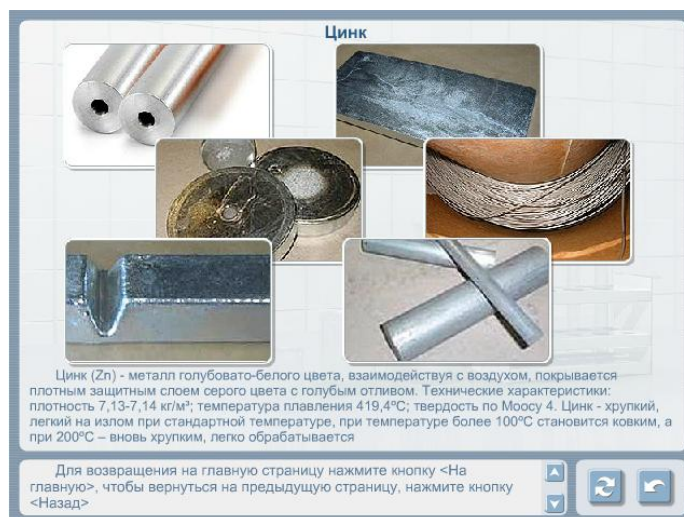 Цинк
Цинк (Zn) - металл голубовато-белого цвета, взаимодействуя с воздухом, покрывается
плотным защитным слоем серого цвета с голубым отливом. Технические характеристики:
плотность 7,13-7,14 кг/м³; температура плавления 419,4ºС; твердость по Моосу 4. Цинк - хрупкий,
легкий на излом при стандартной температуре, при температуре более 100ºС становится ковким, а
при 200ºС – вновь хрупким, легко обрабатывается
Для возвращения на главную страницу нажмите кнопку <На
главную>, чтобы вернуться на предыдущую страницу, нажмите кнопку
<Назад>